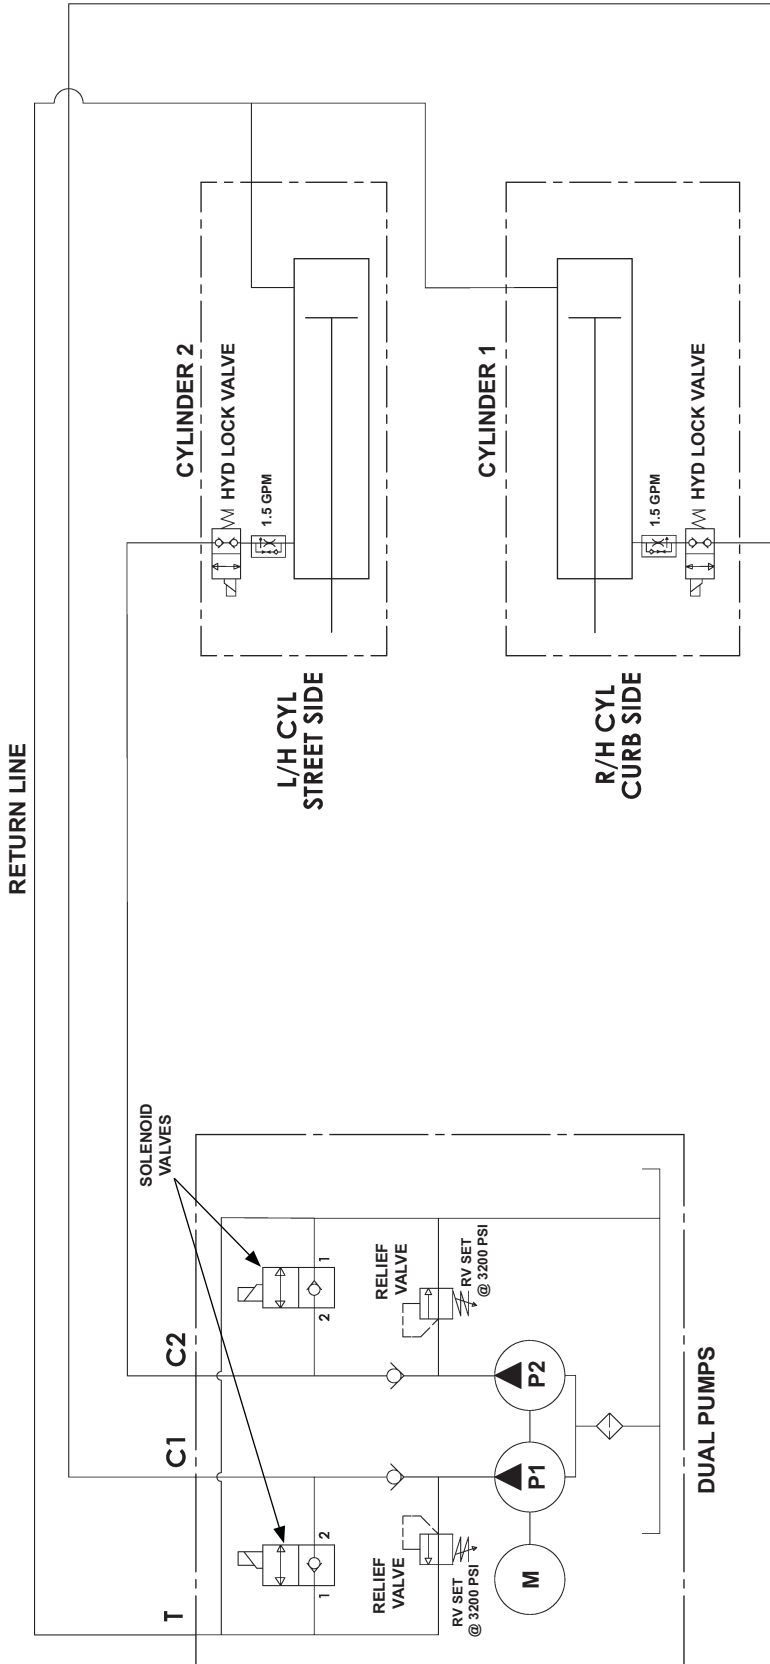 RETURN LINE
CYLINDER 2
HYD LOCK VALVE
1.5 GPM
L/H CYL
STREET SIDE
CYLINDER 1
1.5 GPM
HYD LOCK VALVE
R/H CYL
CURB SIDE
SOLENOID
VALVES
T
C1
C2
1
2
2
1
RELIEF
VALVE
RV SET
@ 3200 PSI
RELIEF
VALVE
RV SET
@ 3200 PSI
M
P1
P2
DUAL PUMPS